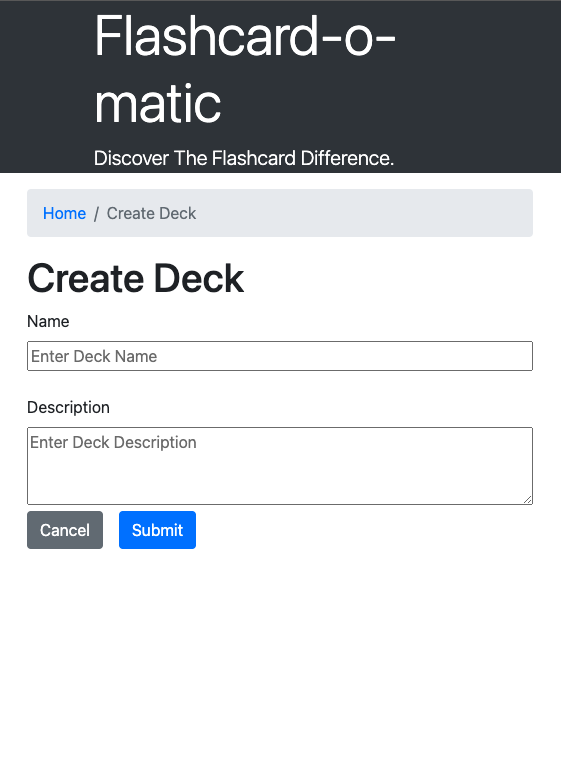 Flashcard-o-
matic
Discover The Flashcard Difference.
Home / Create Deck
Create Deck
Name
Enter Deck Name
Description
Enter Deck Description
Cancel Submit